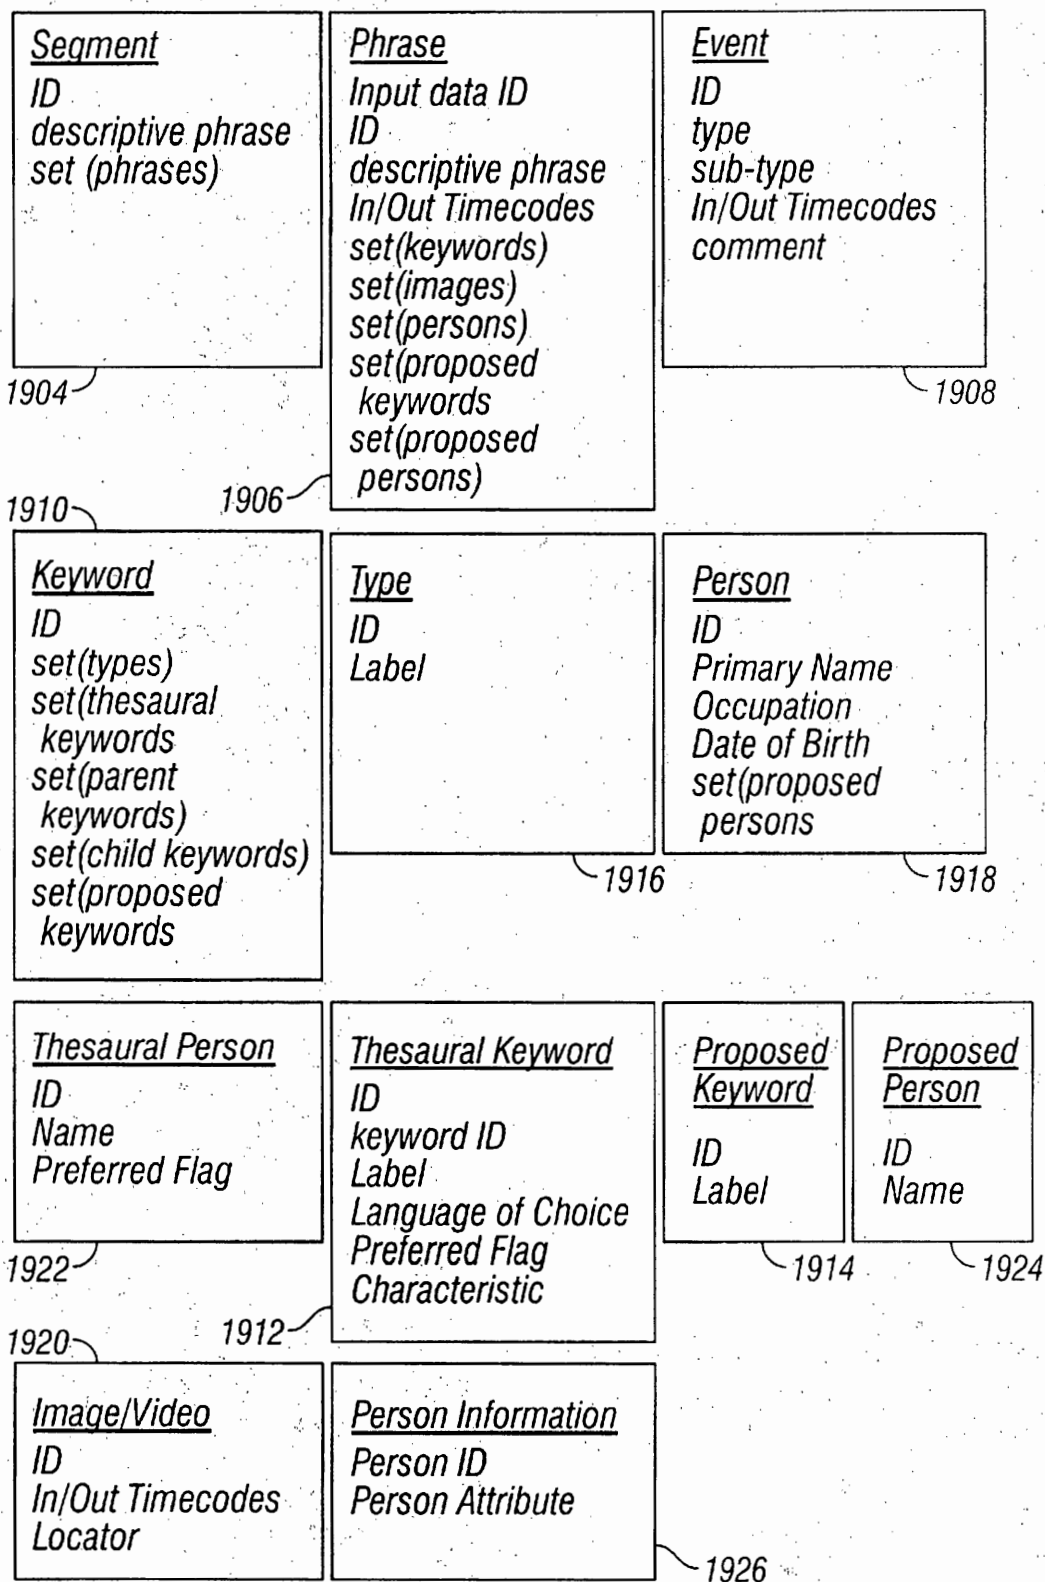 Segment
ID
descriptive phrase
set (phrases)
1904
Phrase
Input data ID
ID
descriptive phrase
In/Out Timecodes
set(keywords)
set(images)
set(persons)
set(proposed
keywords
set(proposed
persons)
1906
Event
ID
type
sub-type
In/Out Timecodes
comment
1908
1910
Keyword
ID
set(types)
set(thesaural
keywords
set(parent
keywords)
set(child keywords)
set(proposed
keywords
Type
ID
Label
1916
Person
ID
Primary Name
Occupation
Date of Birth
set(proposed
persons
1918
Thesaural Person
ID
Name
Preferred Flag
1922
Thesaural Keyword
ID
keyword ID
Label
Language of Choice
Preferred Flag
Characteristic
1912
Proposed
Keyword
ID
Label
1914
Proposed
Person
ID
Name
1924
1920
Image/Video
ID
In/Out Timecodes
Locator
Person Information
Person ID
Person Attribute
1926